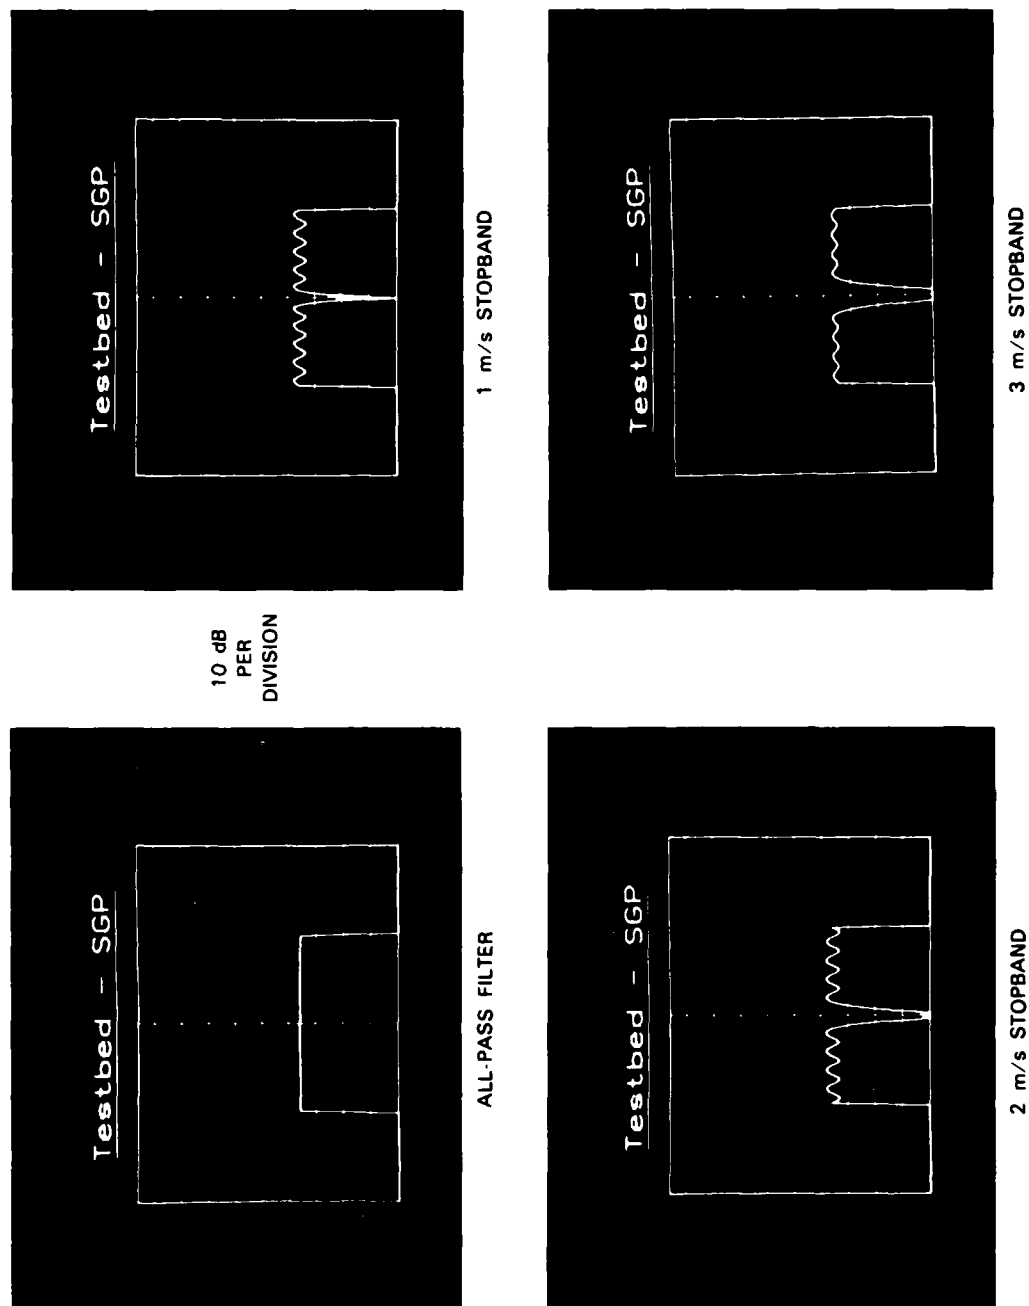 Testbed - SGP
ALL-PASS FILTER
10 dB
PER
DIVISION
Testbed - SGP
1 m/s STOPBAND
Testbed - SGP
2 m/s STOPBAND
Testbed - SGP
3 m/s STOPBAND